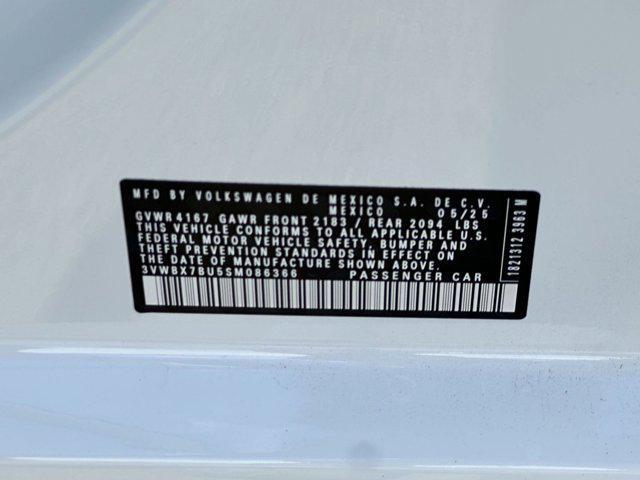 MFD BY VOLKSWAGEN DE MEXICO S.A. DE C.V.
MEXICO 05/25
GVWR 4167 GAWR FRONT 2183 / REAR 2094 LBS
THIS VEHICLE CONFORMS TO ALL APPLICABLE U.S.
FEDERAL MOTOR VEHICLE SAFETY, BUMPER AND
THEFT PREVENTION STANDARDS IN EFFECT ON
THE DATE OF MANUFACTURE SHOWN ABOVE.
3VWBX7BU5SM086366 PASSENGER CAR
1821312 3963 M